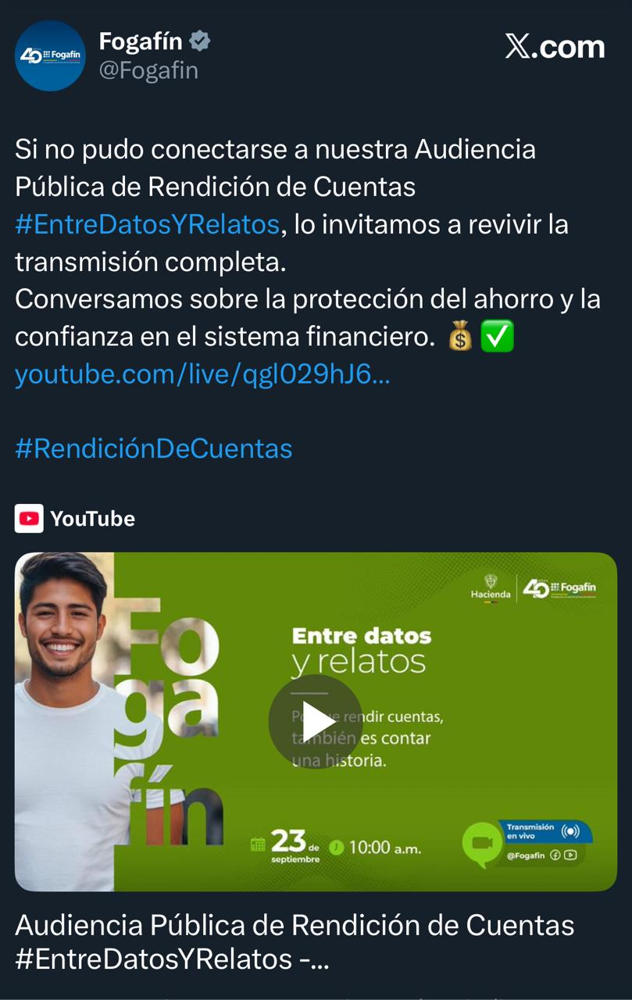 40 Fogafín
Fogafín
@Fogafin
X.com
Si no pudo conectarse a nuestra Audiencia
Pública de Rendición de Cuentas
#EntreDatosYRelatos, lo invitamos a revivir la
transmisión completa.
Conversamos sobre la protección del ahorro y la
confianza en el sistema financiero. 💰✅
youtube.com/live/qgl029hJ6...
#RendiciónDeCuentas
YouTube
Hacienda
40 Fogafín
Fo
ga
fín
Entre datos
y relatos
Porque rendir cuentas,
también es contar
una historia.
23 de
septiembre
10:00 a.m.
Transmisión
en vivo
@Fogafin
Audiencia Pública de Rendición de Cuentas
#EntreDatosYRelatos -...